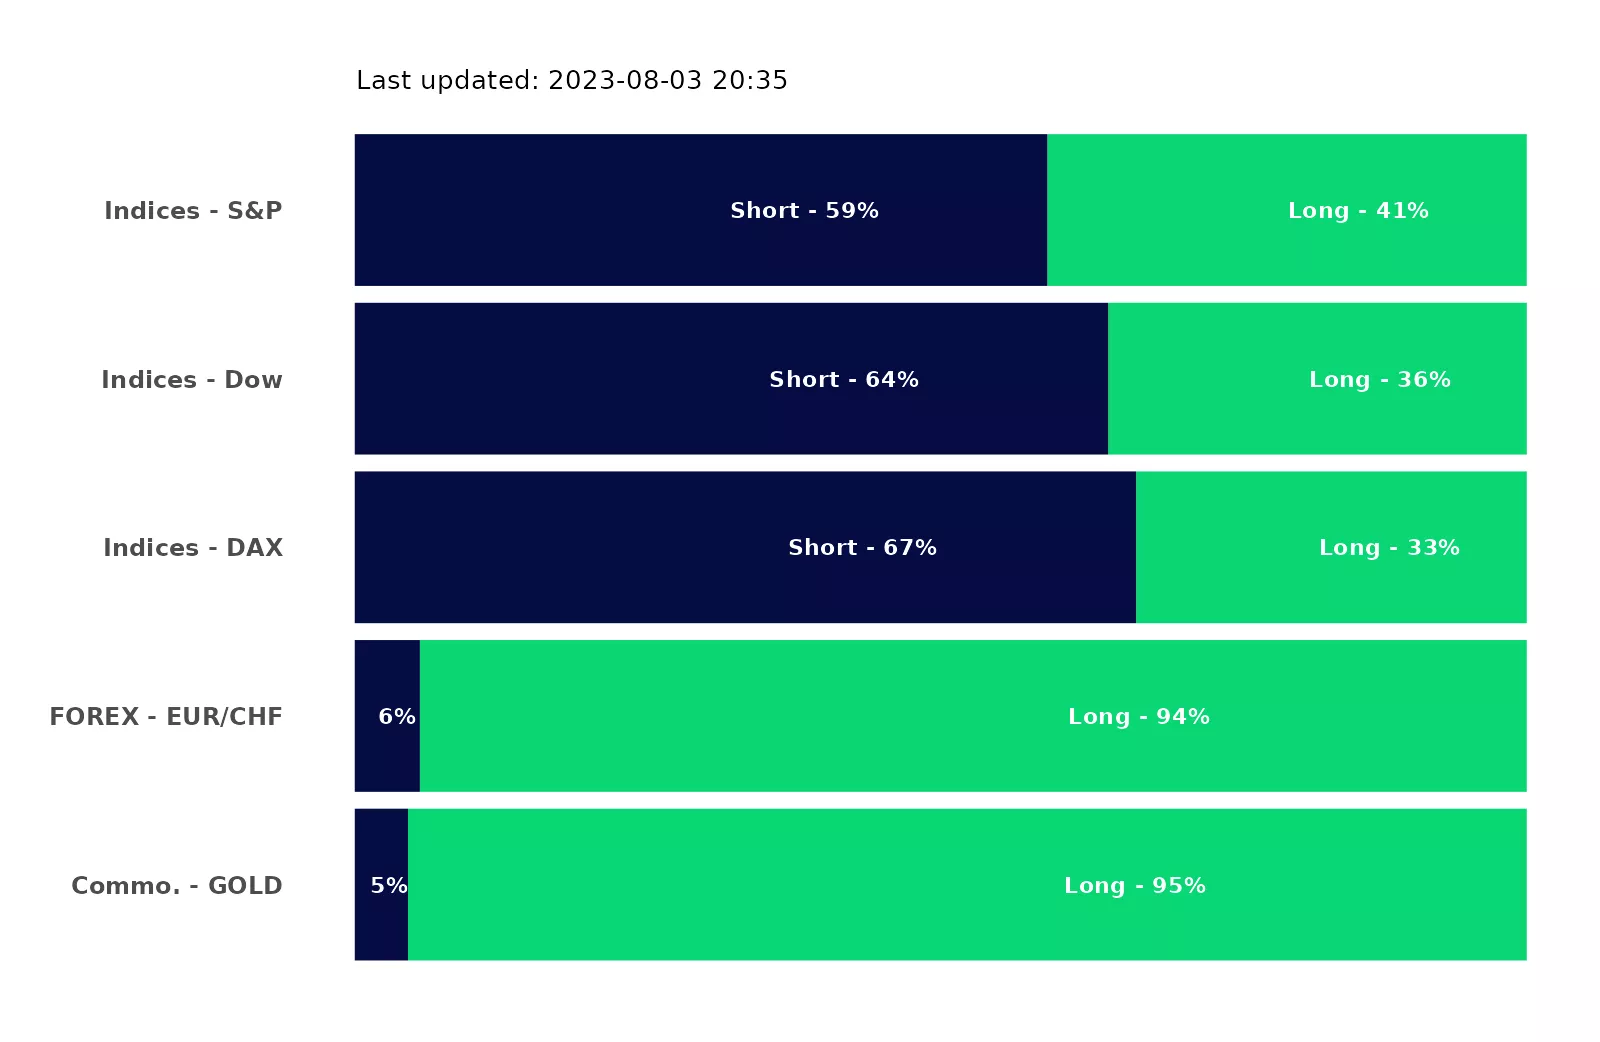 Last updated: 2023-08-03 20:35
Indices - S&P Short - 59% Long - 41%
Indices - Dow Short - 64% Long - 36%
Indices - DAX Short - 67% Long - 33%
FOREX - EUR/CHF 6% Long - 94%
Commo. - GOLD 5% Long - 95%